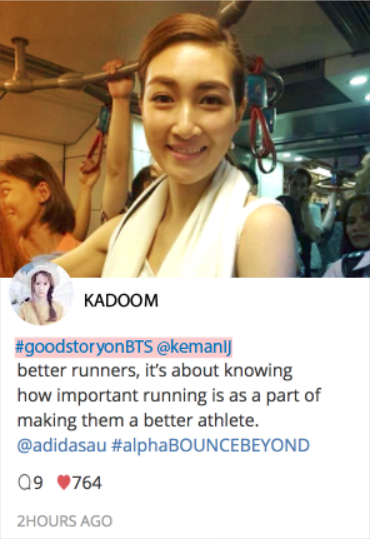 KADOOM
#goodstoryonBTS @kemanIJ
better runners, it's about knowing
how important running is as a part of
making them a better athlete.
@adidasau #alphaBOUNCEBEYOND
9 764
2HOURS AGO